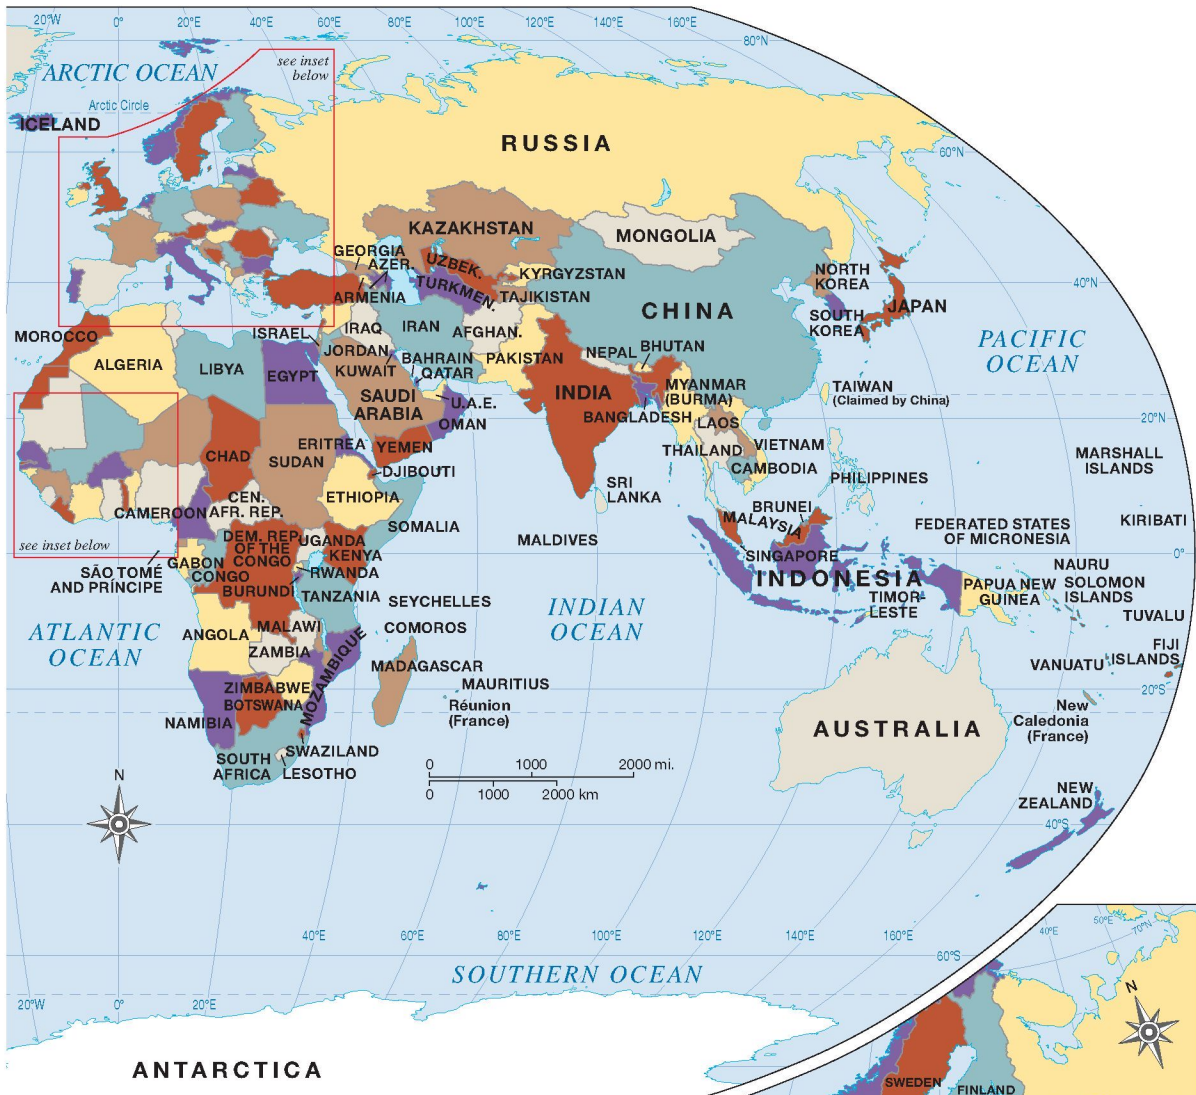 20°W 0° 20°E 40°E 60°E 80°E 100°E 120°E 140°E 160°E
80°N
see inset
below
ARCTIC OCEAN
Arctic Circle
ICELAND
RUSSIA
60°N
KAZAKHSTAN
MONGOLIA
GEORGIA
AZER.
UZBEK.
KYRGYZSTAN
NORTH
KOREA
40°N
ARMENIA
TURKMEN.
TAJIKISTAN
CHINA
JAPAN
SOUTH
KOREA
MOROCCO
ISRAEL
IRAQ
IRAN
AFGHAN.
PACIFIC
OCEAN
ALGERIA
LIBYA
EGYPT
JORDAN
KUWAIT
BAHRAIN
QATAR
PAKISTAN
NEPAL
BHUTAN
SAUDI
ARABIA
U.A.E.
OMAN
INDIA
MYANMAR
(BURMA)
BANGLADESH
LAOS
TAIWAN
(Claimed by China)
20°N
CHAD
SUDAN
ERITREA
YEMEN
DJIBOUTI
THAILAND
VIETNAM
CAMBODIA
PHILIPPINES
MARSHALL
ISLANDS
CAMEROON
CEN.
AFR. REP.
ETHIOPIA
SOMALIA
SRI
LANKA
BRUNEI
MALAYSIA
SINGAPORE
FEDERATED STATES
OF MICRONESIA
KIRIBATI
see inset below
DEM. REP.
OF THE
CONGO
UGANDA
KENYA
MALDIVES
0°
SÃO TOMÉ
AND PRÍNCIPE
GABON
CONGO
RWANDA
BURUNDI
TANZANIA
INDONESIA
TIMOR-
LESTE
PAPUA NEW
GUINEA
NAURU
SOLOMON
ISLANDS
TUVALU
SEYCHELLES
COMOROS
INDIAN
OCEAN
ATLANTIC
OCEAN
ANGOLA
MALAWI
ZAMBIA
MOZAMBIQUE
MADAGASCAR
MAURITIUS
Réunion
(France)
FIJI
ISLANDS
VANUATU
20°S
ZIMBABWE
BOTSWANA
NAMIBIA
New
Caledonia
(France)
AUSTRALIA
SOUTH
AFRICA
SWAZILAND
LESOTHO
0 1000 2000 mi.
0 1000 2000 km
N
NEW
ZEALAND
40°S
40°E 60°E 80°E 100°E 120°E 140°E 160°E
60°S
SOUTHERN OCEAN
20°W 0° 20°E
ANTARCTICA
40°E 50°E 70°N
N
SWEDEN
FINLAND